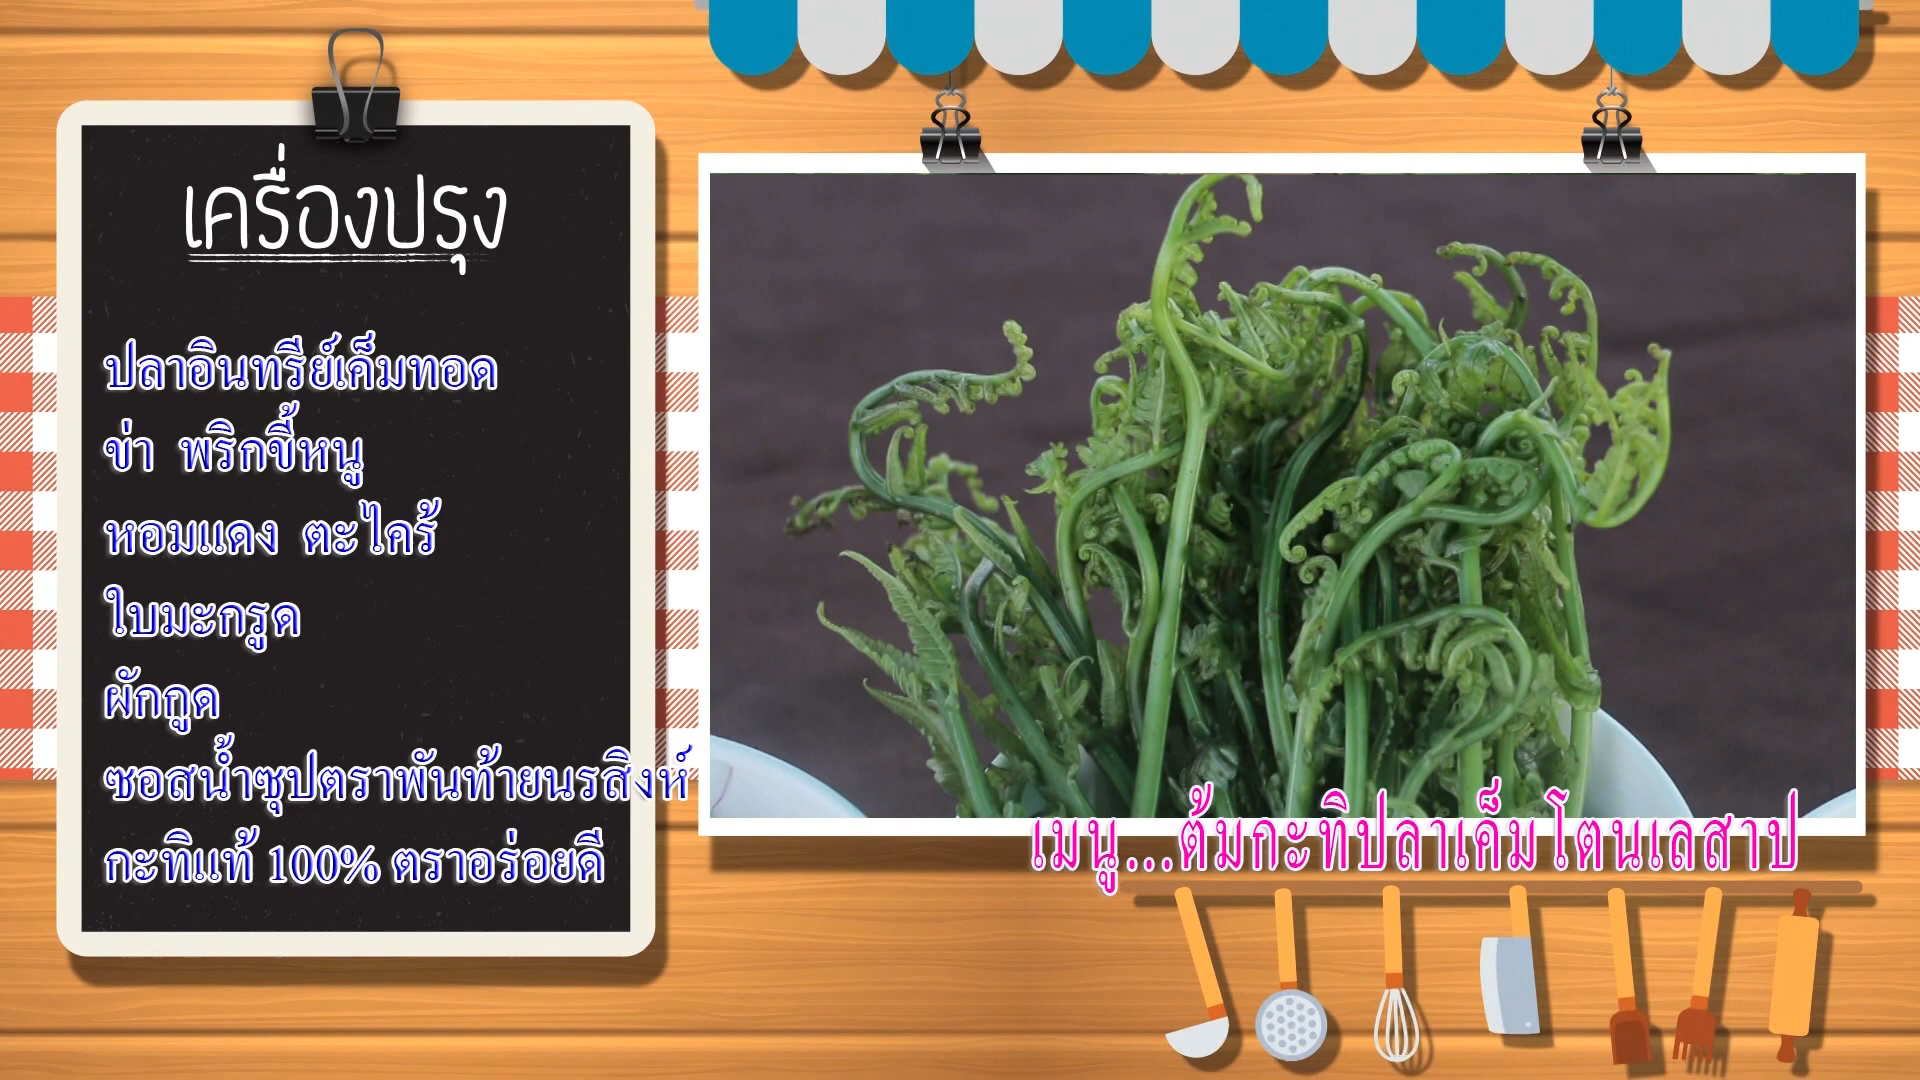 เครื่องปรุง
ปลาอินทรีย์เค็มทอด
ข่า พริกขี้หนู
หอมแดง ตะไคร้
ใบมะกรูด
ผักกูด
ซอสน้ำซุปตราพันท้ายนรสิงห์
กะทิแท้ 100% ตราอร่อยดี
เมนู...ต้มกะทิปลาเค็มโตนเลสาป